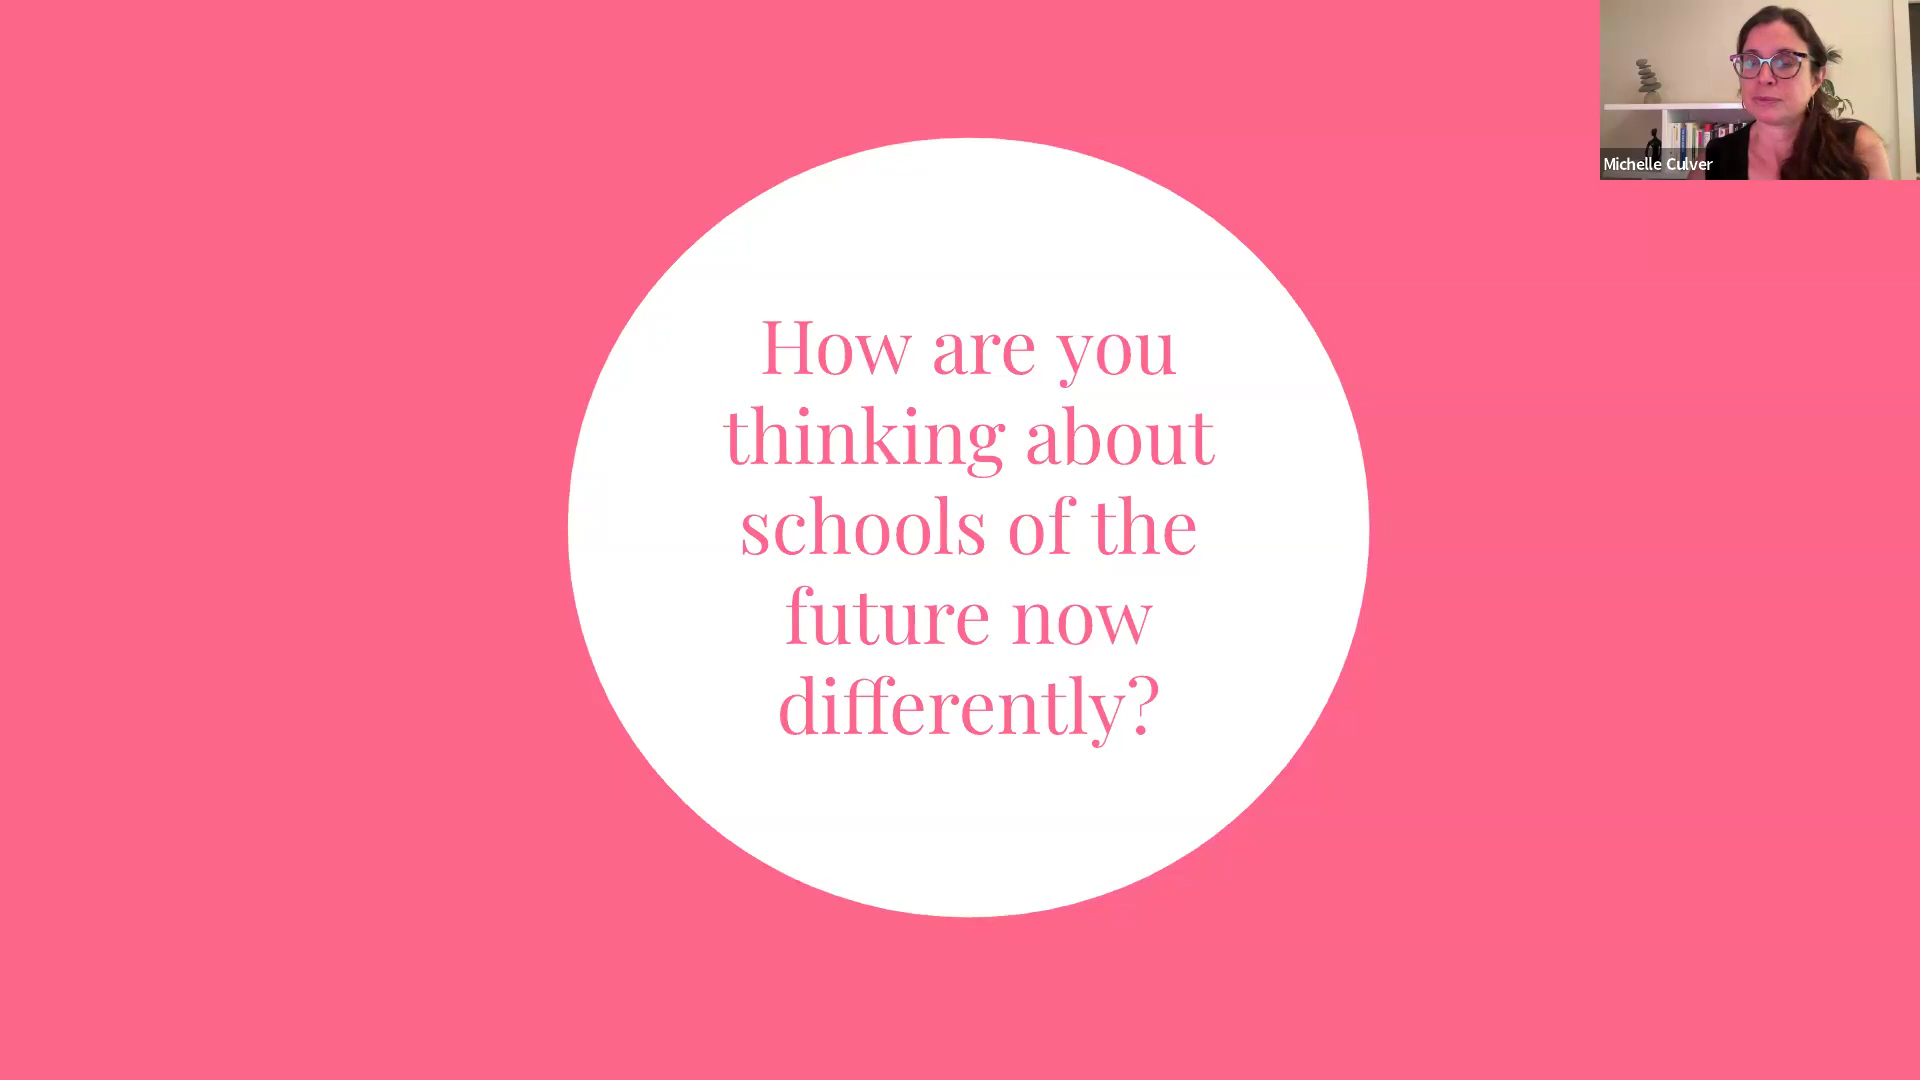 How are you
thinking about
schools of the
future now
differently?
Michelle Culver